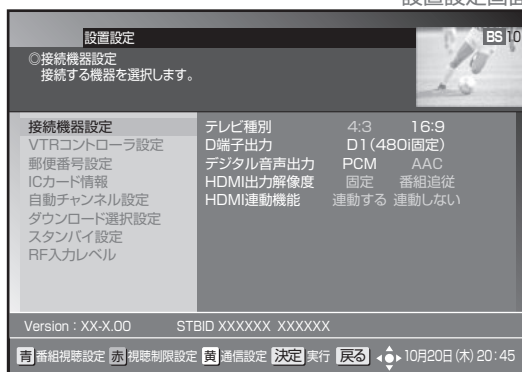 設置設定画面
設置設定
BS 10
◎接続機器設定
接続する機器を選択します。
接続機器設定
VTRコントローラ設定
郵便番号設定
ICカード情報
自動チャンネル設定
ダウンロード選択設定
スタンバイ設定
RF入力レベル
テレビ種別 4:3 16:9
D端子出力 D1(480i固定)
デジタル音声出力 PCM AAC
HDMI出力解像度 固定 番組追従
HDMI連動機能 連動する 連動しない
Version：XX-X.00 STBID XXXXXX XXXXXX
青 番組視聴設定 赤 視聴制限設定 黄 通信設定 決定 実行 戻る 10月20日(木) 20:45